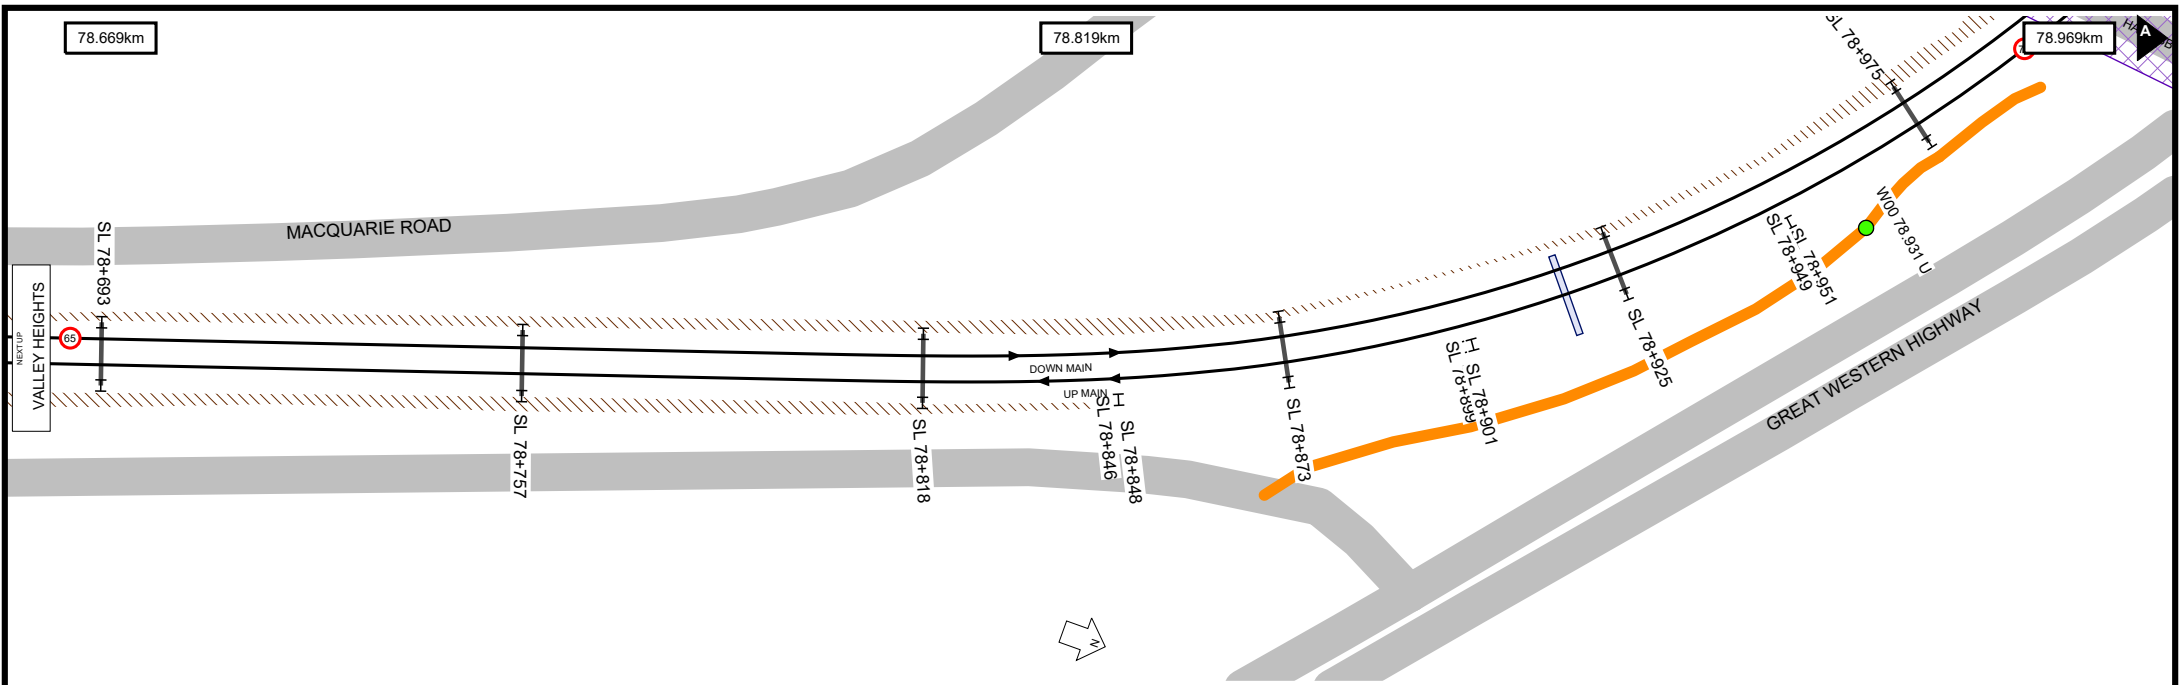 78.669km
78.819km
78.969km
A
SL 78+975
MACQUARIE ROAD
SL 78+693
NEXT UP
VALLEY HEIGHTS
65
DOWN MAIN
UP MAIN
SL 78+757
SL 78+818
SL 78+846
SL 78+848
SL 78+873
SL 78+899
SL 78+901
SL 78+925
SL 78+949
SL 78+951
W00 78.931 U
GREAT WESTERN HIGHWAY
N